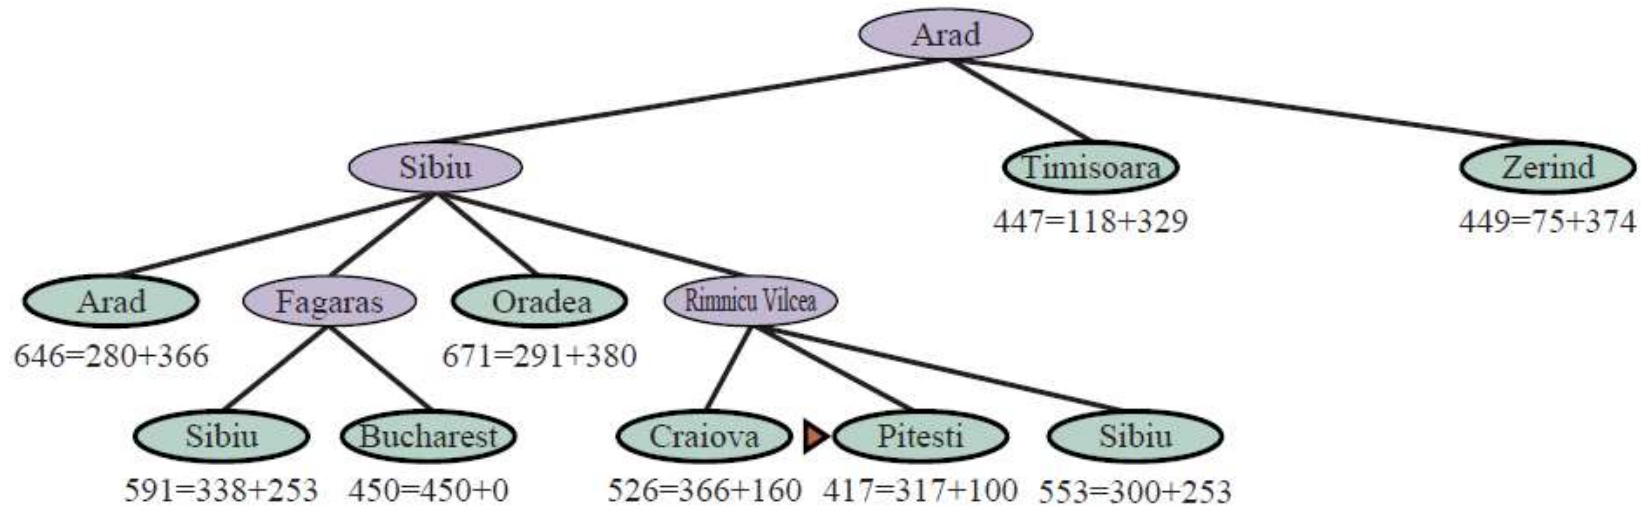 Arad
Sibiu Timisoara Zerind
447=118+329 449=75+374
Arad Fagaras Oradea Rimnicu Vilcea
646=280+366 671=291+380
Sibiu Bucharest Craiova Pitesti Sibiu
591=338+253 450=450+0 526=366+160 417=317+100 553=300+253